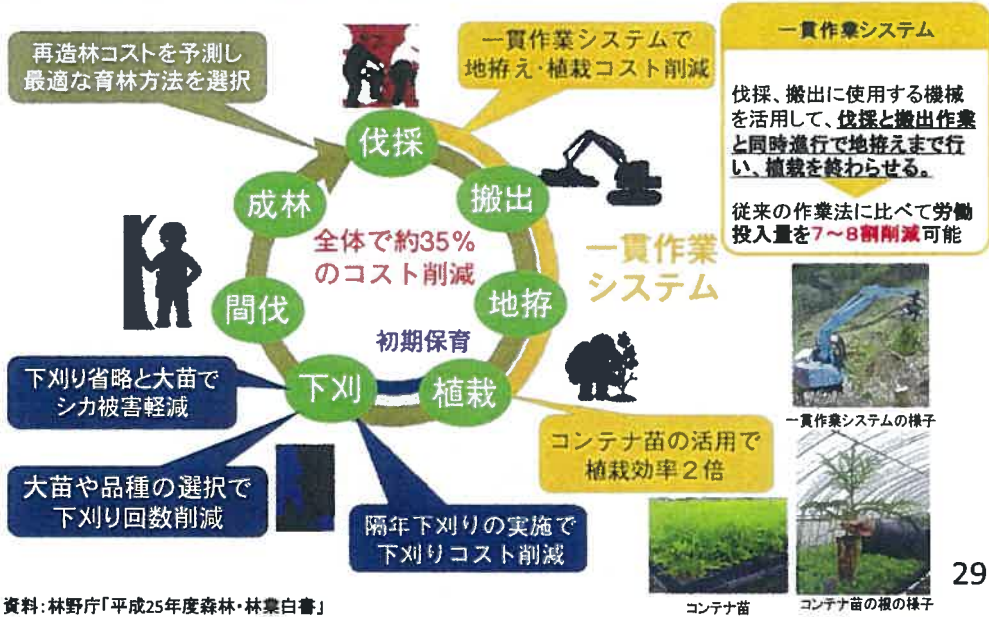 再造林コストを予測し
最適な育林方法を選択
一貫作業システムで
地拵え・植栽コスト削減
一貫作業システム
伐採、搬出に使用する機械
を活用して、伐採と搬出作業
と同時進行で地拵えまで行
い、植栽を終わらせる。
従来の作業法に比べて労働
投入量を7~8割削減可能
伐採
搬出
地拵
植栽
下刈
間伐
成林
全体で約35%
のコスト削減
一貫作業
システム
初期保育
下刈り省略と大苗で
シカ被害軽減
大苗や品種の選択で
下刈り回数削減
隔年下刈りの実施で
下刈りコスト削減
コンテナ苗の活用で
植栽効率2倍
一貫作業システムの様子
コンテナ苗
コンテナ苗の根の様子
29
資料:林野庁「平成25年度森林・林業白書」